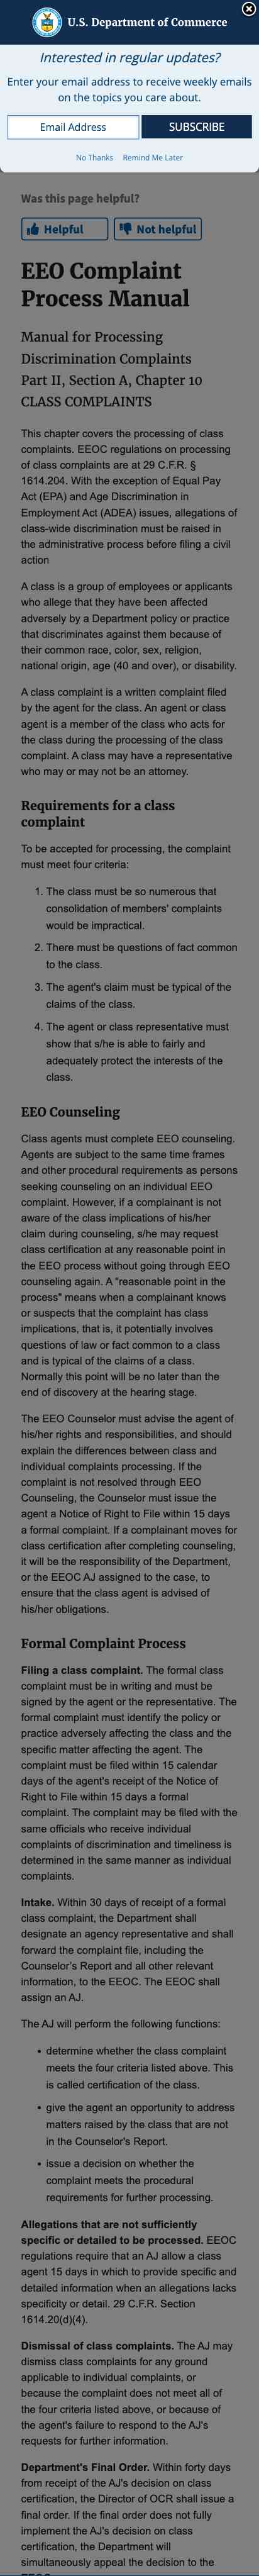 U.S. Department of Commerce
Interested in regular updates?
Enter your email address to receive weekly emails
on the topics you care about.
Email Address
SUBSCRIBE
No Thanks Remind Me Later
Was this page helpful?
Helpful
Not helpful
EEO Complaint
Process Manual
Manual for Processing
Discrimination Complaints
Part II, Section A, Chapter 10
CLASS COMPLAINTS
This chapter covers the processing of class
complaints. EEOC regulations on processing
of class complaints are at 29 C.F.R. §
1614.204. With the exception of Equal Pay
Act (EPA) and Age Discrimination in
Employment Act (ADEA) issues, allegations of
class-wide discrimination must be raised in
the administrative process before filing a civil
action
A class is a group of employees or applicants
who allege that they have been affected
adversely by a Department policy or practice
that discriminates against them because of
their common race, color, sex, religion,
national origin, age (40 and over), or disability.
A class complaint is a written complaint filed
by the agent for the class. An agent or class
agent is a member of the class who acts for
the class during the processing of the class
complaint. A class may have a representative
who may or may not be an attorney.
Requirements for a class
complaint
To be accepted for processing, the complaint
must meet four criteria:
1. The class must be so numerous that
consolidation of members' complaints
would be impractical.
2. There must be questions of fact common
to the class.
3. The agent's claim must be typical of the
claims of the class.
4. The agent or class representative must
show that s/he is able to fairly and
adequately protect the interests of the
class.
EEO Counseling
Class agents must complete EEO counseling.
Agents are subject to the same time frames
and other procedural requirements as persons
seeking counseling on an individual EEO
complaint. However, if a complainant is not
aware of the class implications of his/her
claim during counseling, s/he may request
class certification at any reasonable point in
the EEO process without going through EEO
counseling again. A "reasonable point in the
process" means when a complainant knows
or suspects that the complaint has class
implications, that is, it potentially involves
questions of law or fact common to a class
and is typical of the claims of a class.
Normally this point will be no later than the
end of discovery at the hearing stage.
The EEO Counselor must advise the agent of
his/her rights and responsibilities, and should
explain the differences between class and
individual complaints processing. If the
complaint is not resolved through EEO
Counseling, the Counselor must issue the
agent a Notice of Right to File within 15 days
a formal complaint. If a complainant moves for
class certification after completing counseling,
it will be the responsibility of the Department,
or the EEOC AJ assigned to the case, to
ensure that the class agent is advised of
his/her obligations.
Formal Complaint Process
Filing a class complaint. The formal class
complaint must be in writing and must be
signed by the agent or the representative. The
formal complaint must identify the policy or
practice adversely affecting the class and the
specific matter affecting the agent. The
complaint must be filed within 15 calendar
days of the agent's receipt of the Notice of
Right to File within 15 days a formal
complaint. The complaint may be filed with the
same officials who receive individual
complaints of discrimination and timeliness is
determined in the same manner as individual
complaints.
Intake. Within 30 days of receipt of a formal
class complaint, the Department shall
designate an agency representative and shall
forward the complaint file, including the
Counselor's Report and all other relevant
information, to the EEOC. The EEOC shall
assign an AJ.
The AJ will perform the following functions:
• determine whether the class complaint
meets the four criteria listed above. This
is called certification of the class.
• give the agent an opportunity to address
matters raised by the class that are not
in the Counselor's Report.
• issue a decision on whether the
complaint meets the procedural
requirements for further processing.
Allegations that are not sufficiently
specific or detailed to be processed. EEOC
regulations require that an AJ allow a class
agent 15 days in which to provide specific and
detailed information when an allegations lacks
specificity or detail. 29 C.F.R. Section
1614.20(d)(4).
Dismissal of class complaints. The AJ may
dismiss class complaints for any ground
applicable to individual complaints, or
because the complaint does not meet all of
the four criteria listed above, or because of
the agent's failure to respond to the AJ's
requests for further information.
Department's Final Order. Within forty days
from receipt of the AJ's decision on class
certification, the Director of OCR shall issue a
final order. If the final order does not fully
implement the AJ's decision on class
certification, the Department will
simultaneously appeal the decision to the